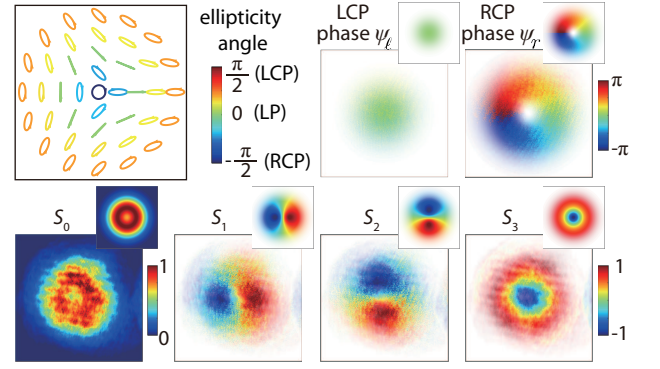 ellipticity
angle
π/2 (LCP)
0 (LP)
-π/2 (RCP)
LCP
phase ψℓ
RCP
phase ψr
π
-π
S0
1
0
S1
S2
S3
1
-1